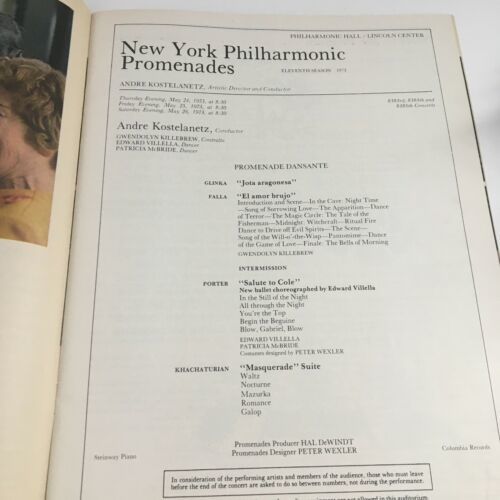 PHILHARMONIC HALL / LINCOLN CENTER
New York Philharmonic
Promenades
ELEVENTH SEASON 1973
ANDRE KOSTELANETZ, Artistic Director and Conductor
Thursday Evening, May 24, 1973, at 8:30
Friday Evening, May 25, 1973, at 8:30
Saturday Evening, May 26, 1973, at 8:30
Concerts
Andre Kostelanetz, Conductor
GWENDOLYN KILLEBREW, Contralto
EDWARD VILLELLA, Dancer
PATRICIA McBRIDE, Dancer
PROMENADE DANSANTE
GLINKA "Jota aragonesa"
FALLA "El amor brujo"
Introduction and Scene—In the Cave: Night Time
—Song of Sorrowing Love—The Apparition—Dance
of Terror—The Magic Circle: The Tale of the
Fisherman—Midnight: Witchcraft—Ritual Fire
Dance to Drive off Evil Spirits—The Scene—
Song of the Will-o'-the-Wisp—Pantomime—Dance
of the Game of Love—Finale: The Bells of Morning
GWENDOLYN KILLEBREW
INTERMISSION
PORTER "Salute to Cole"
New ballet choreographed by Edward Villella
In the Still of the Night
All through the Night
You're the Top
Begin the Beguine
Blow, Gabriel, Blow
EDWARD VILLELLA
PATRICIA McBRIDE
Costumes designed by PETER WEXLER
KHACHATURIAN "Masquerade" Suite
Waltz
Nocturne
Mazurka
Romance
Galop
Promenades Producer HAL DeWINDT
Promenades Designer PETER WEXLER
Steinway Piano
Columbia Records
In consideration of the performing artists and members of the audience, those who must leave
before the end of the concert are asked to do so between numbers, not during the performance.
are not allowed in this auditorium